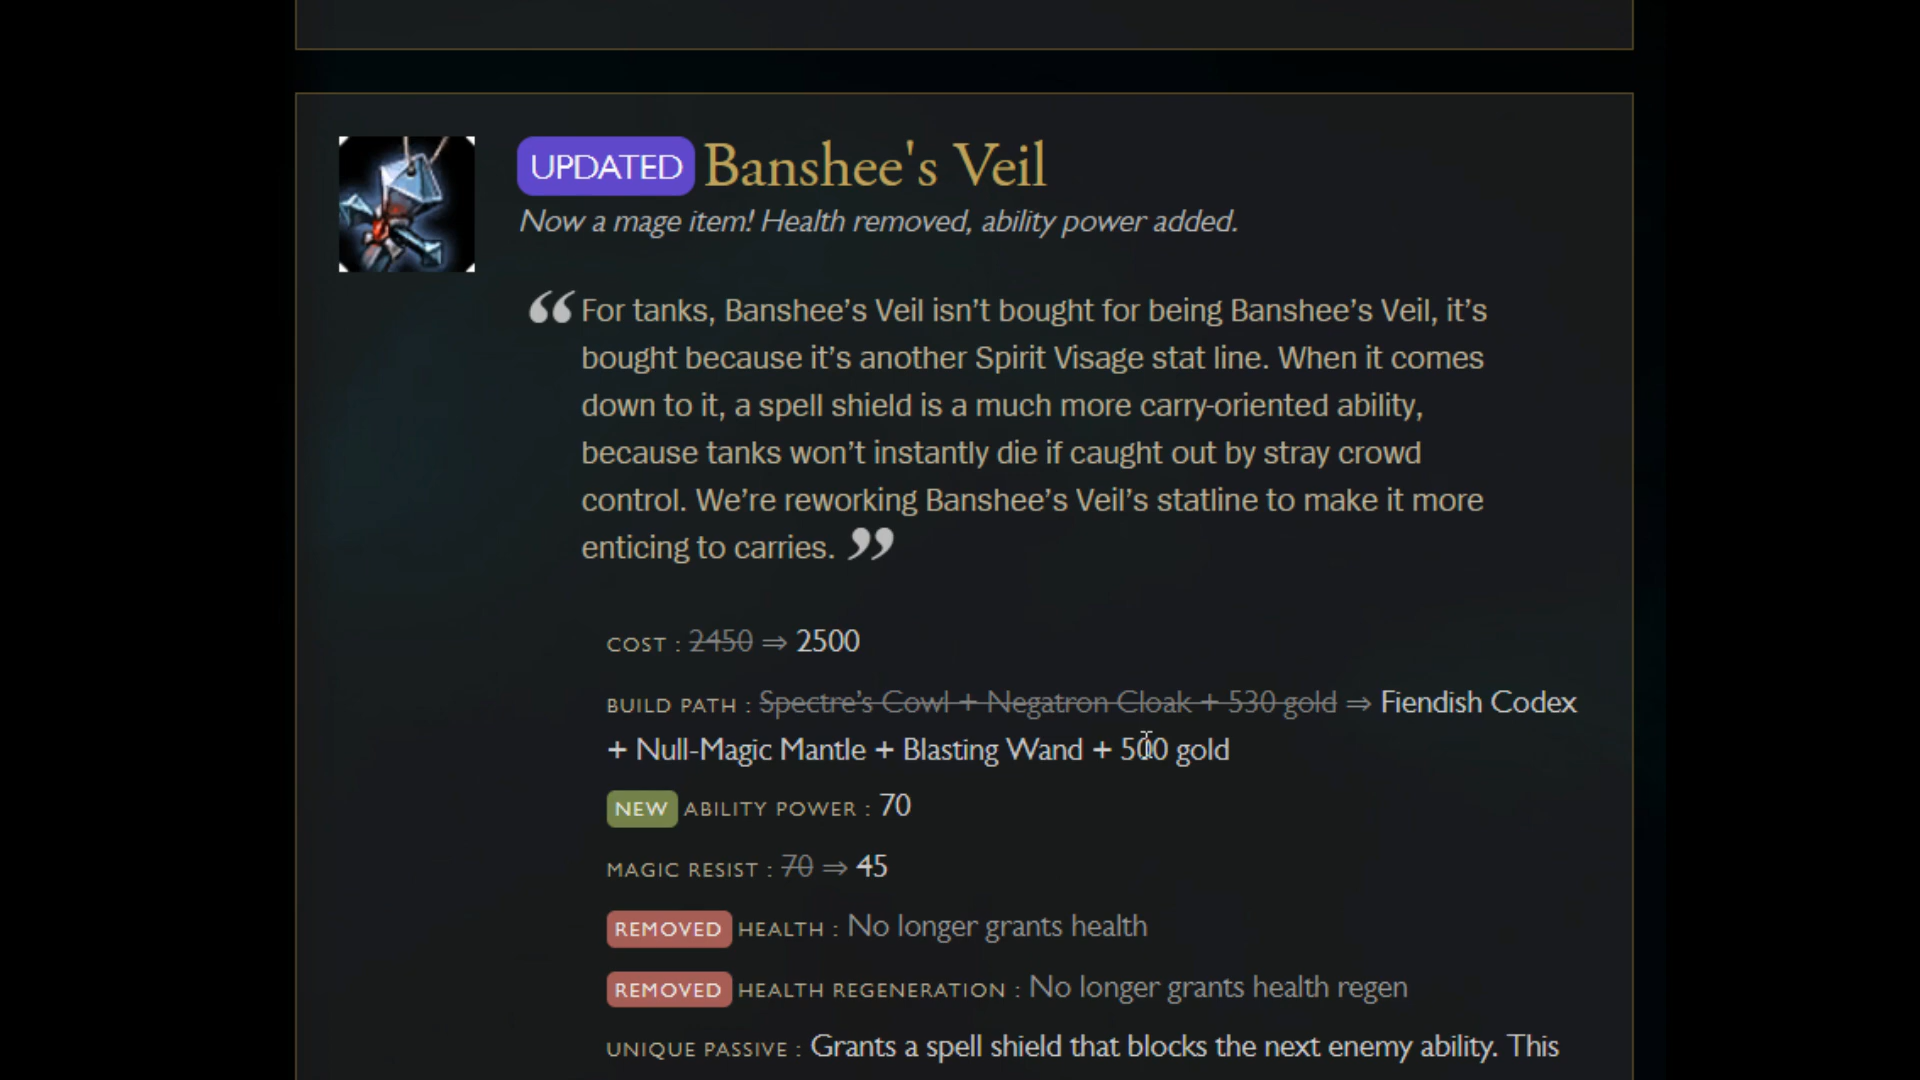 UPDATED Banshee's Veil
Now a mage item! Health removed, ability power added.
“ For tanks, Banshee’s Veil isn’t bought for being Banshee’s Veil, it’s
bought because it’s another Spirit Visage stat line. When it comes
down to it, a spell shield is a much more carry-oriented ability,
because tanks won’t instantly die if caught out by stray crowd
control. We’re reworking Banshee’s Veil’s statline to make it more
enticing to carries. ”
COST : 2450 ⇒ 2500
BUILD PATH : Spectre’s Cowl + Negatron Cloak + 530 gold ⇒ Fiendish Codex
+ Null-Magic Mantle + Blasting Wand + 500 gold
NEW ABILITY POWER : 70
MAGIC RESIST : 70 ⇒ 45
REMOVED HEALTH : No longer grants health
REMOVED HEALTH REGENERATION : No longer grants health regen
UNIQUE PASSIVE : Grants a spell shield that blocks the next enemy ability. This